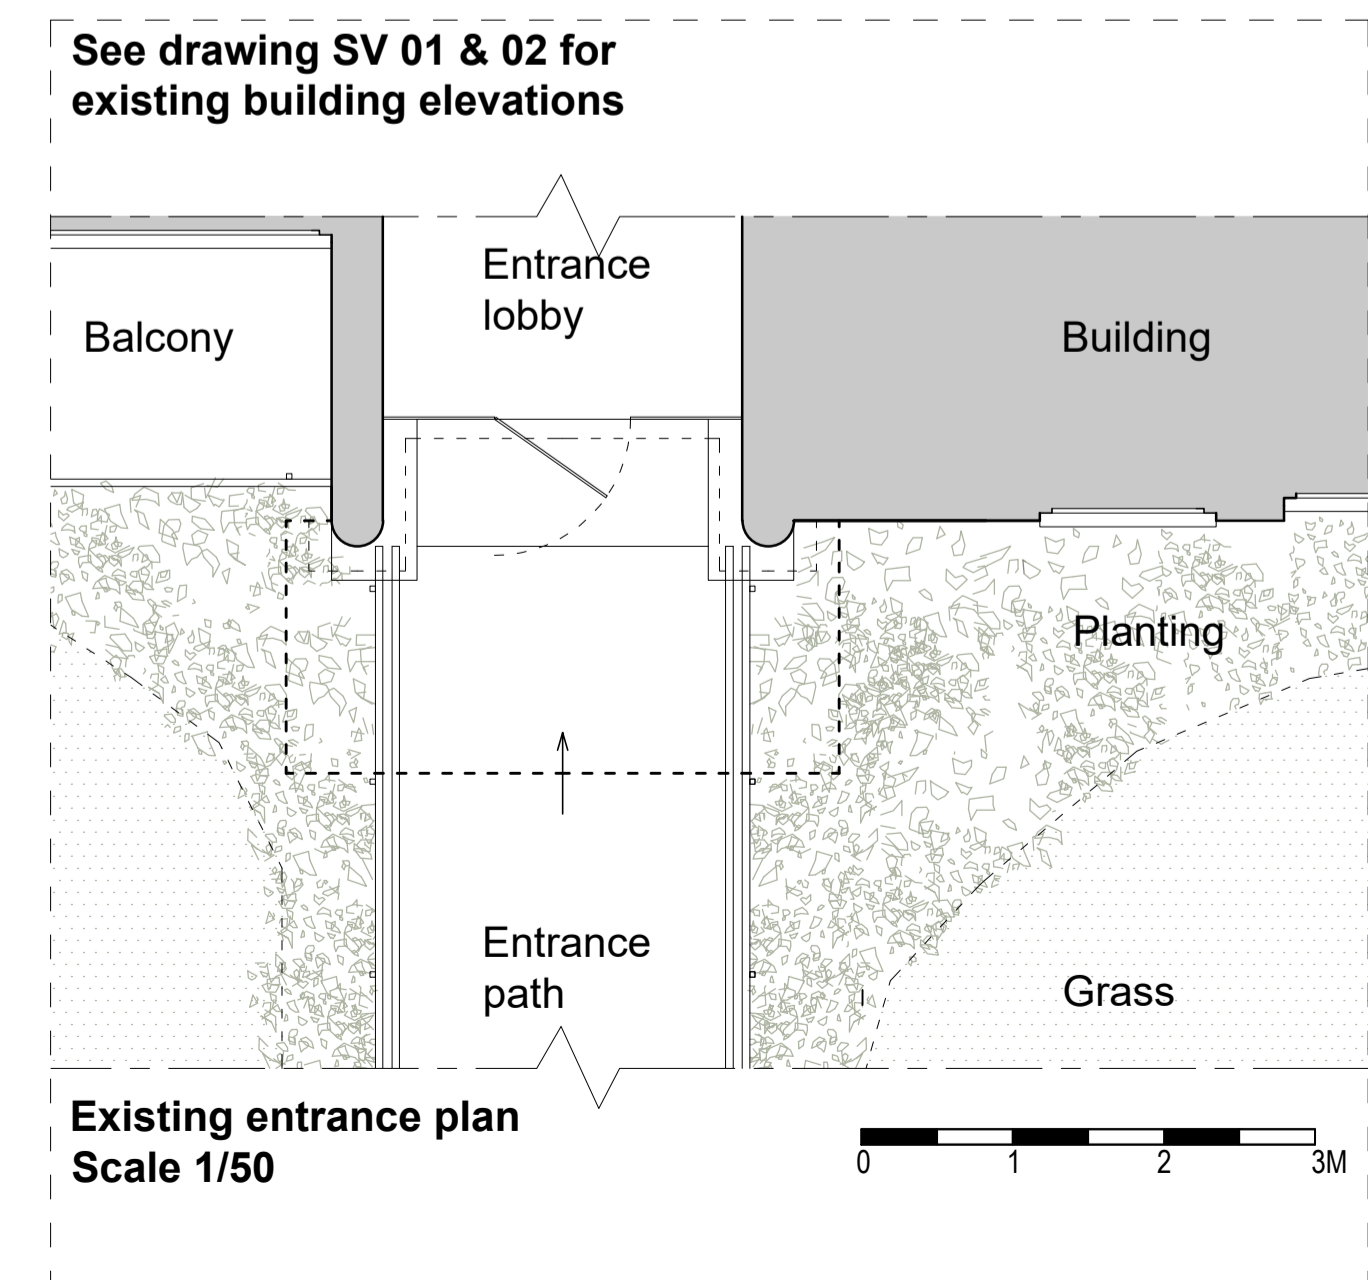 See drawing SV 01 & 02 for
existing building elevations
Entrance
lobby
Balcony
Building
Planting
Entrance
path
Grass
Existing entrance plan
Scale 1/50
0 1 2 3M